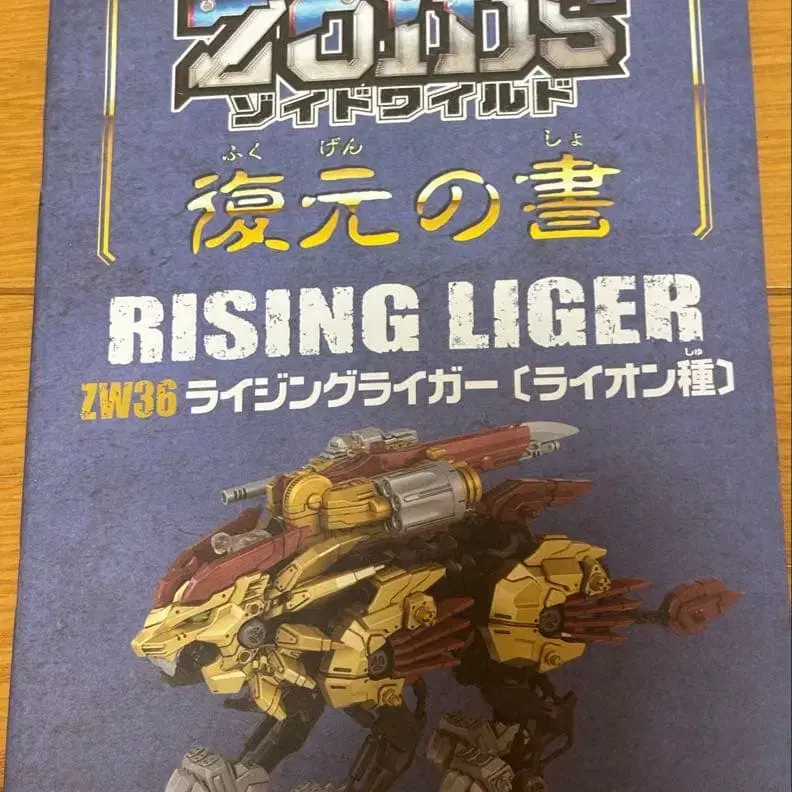 ZOIDS
ゾイドワイルド
ふく げん しょ
復元の書
RISING LIGER
しゅ
ZW36 ライジングライガー〔ライオン種〕